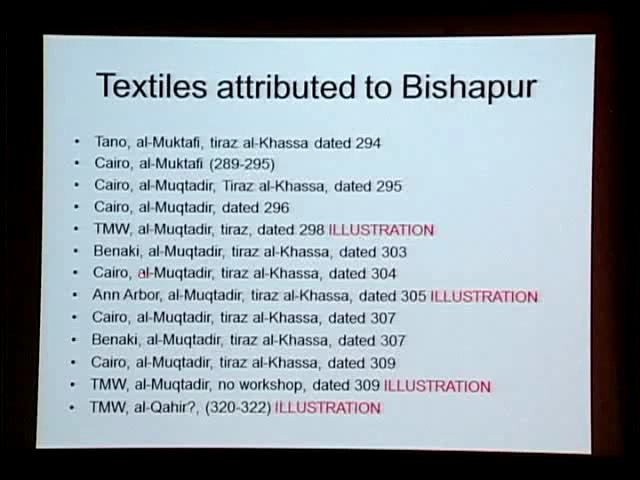 Textiles attributed to Bishapur
• Tano, al-Muktafi, tiraz al-Khassa dated 294
• Cairo, al-Muktafi (289-295)
• Cairo, al-Muqtadir, Tiraz al-Khassa, dated 295
• Cairo, al-Muqtadir, dated 296
• TMW, al-Muqtadir, tiraz, dated 298 ILLUSTRATION
• Benaki, al-Muqtadir, tiraz al-Khassa, dated 303
• Cairo, al-Muqtadir, tiraz al-Khassa, dated 304
• Ann Arbor, al-Muqtadir, tiraz al-Khassa, dated 305 ILLUSTRATION
• Cairo, al-Muqtadir, tiraz al-Khassa, dated 307
• Benaki, al-Muqtadir, tiraz al-Khassa, dated 307
• Cairo, al-Muqtadir, tiraz al-Khassa, dated 309
• TMW, al-Muqtadir, no workshop, dated 309 ILLUSTRATION
• TMW, al-Qahir?, (320-322) ILLUSTRATION